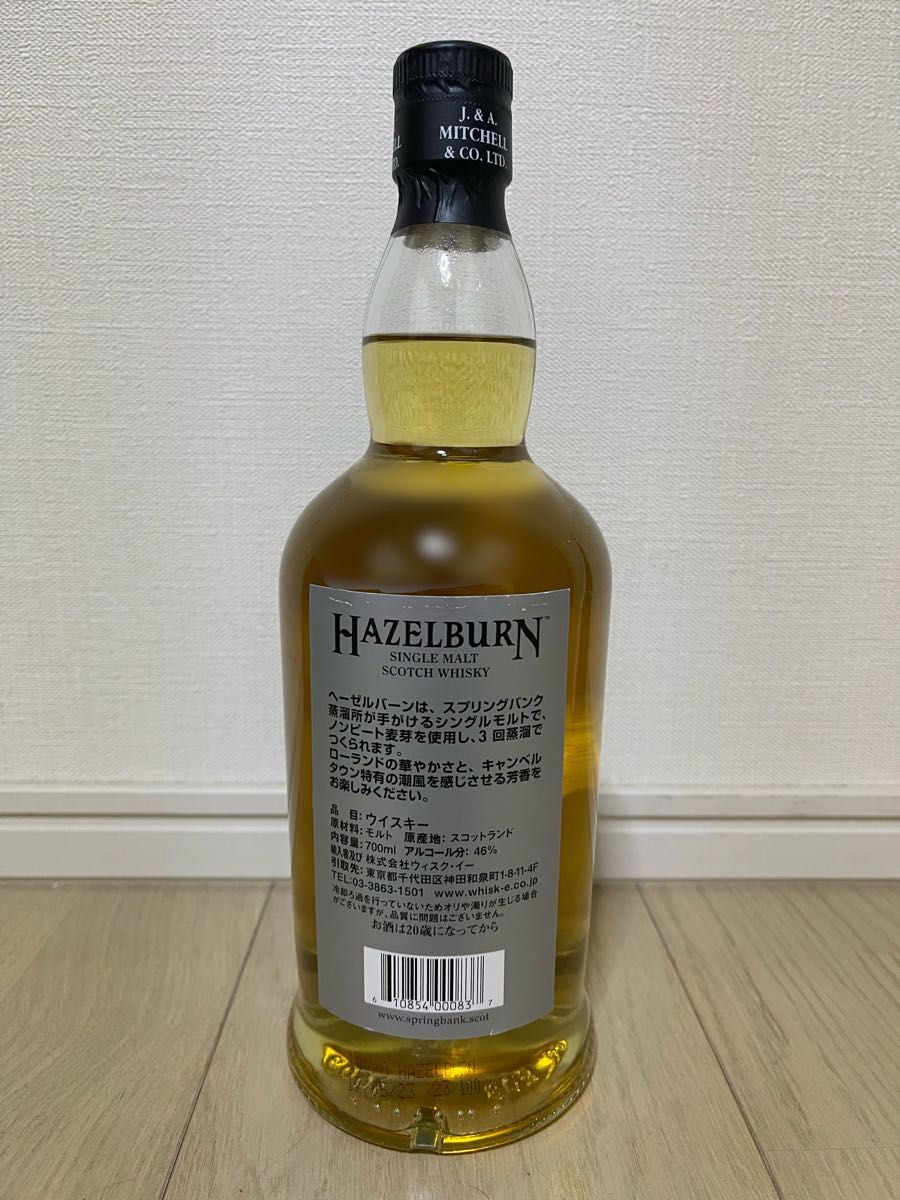 J. & A.
MITCHELL
& CO. LTD.
HAZELBURN™
SINGLE MALT
SCOTCH WHISKY
ヘーゼルバーンは、スプリングバンク
蒸溜所が手がけるシングルモルトで、
ノンピート麦芽を使用し、3回蒸溜で
つくられます。
ローランドの華やかさと、キャンベル
タウン特有の潮風を感じさせる芳香を
お楽しみください。
品 目: ウイスキー
原材料: モルト 原産地: スコットランド
内容量: 700ml アルコール分: 46%
輸入者及び 株式会社ウィスク・イー
引取先: 東京都千代田区神田和泉町1-8-11-4F
TEL:03-3863-1501 www.whisk-e.co.jp
冷却ろ過を行っていないためオリや濁りが生じる場合
がございますが、品質に問題はございません。
お酒は20歳になってから
6 10854 00083 7
www.springbank.scot
HAZELBURN
/23 23/100